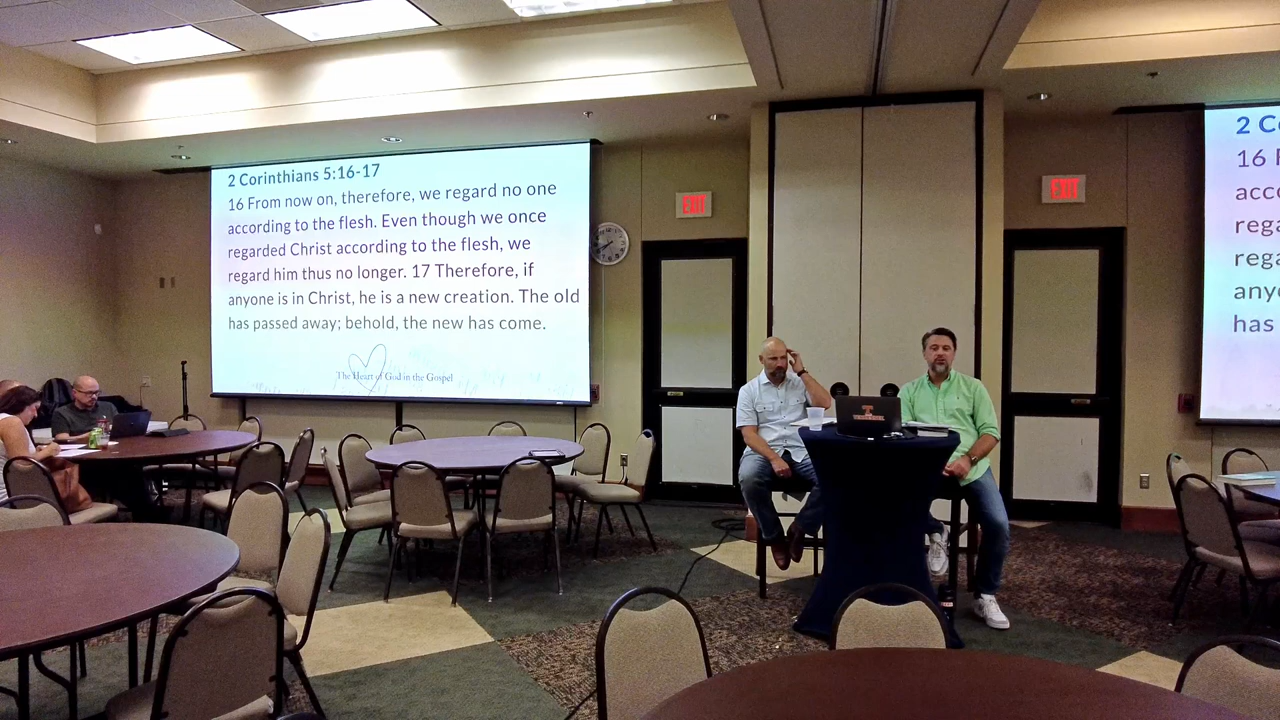 2 Corinthians 5:16-17
16 From now on, therefore, we regard no one
according to the flesh. Even though we once
regarded Christ according to the flesh, we
regard him thus no longer. 17 Therefore, if
anyone is in Christ, he is a new creation. The old
has passed away; behold, the new has come.
The Heart of God in the Gospel
EXIT
EXIT
T
2 C
16
acco
rega
rega
anyo
has